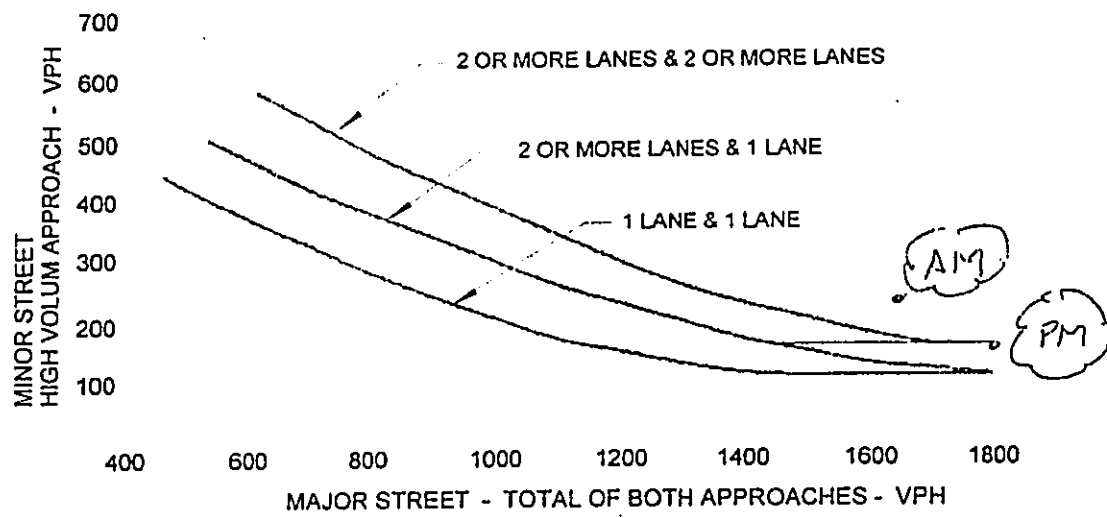 700
600
500
400
300
200
100
MINOR STREET
HIGH VOLUM APPROACH - VPH
2 OR MORE LANES & 2 OR MORE LANES
2 OR MORE LANES & 1 LANE
1 LANE & 1 LANE
AM
PM
400 600 800 1000 1200 1400 1600 1800
MAJOR STREET - TOTAL OF BOTH APPROACHES - VPH